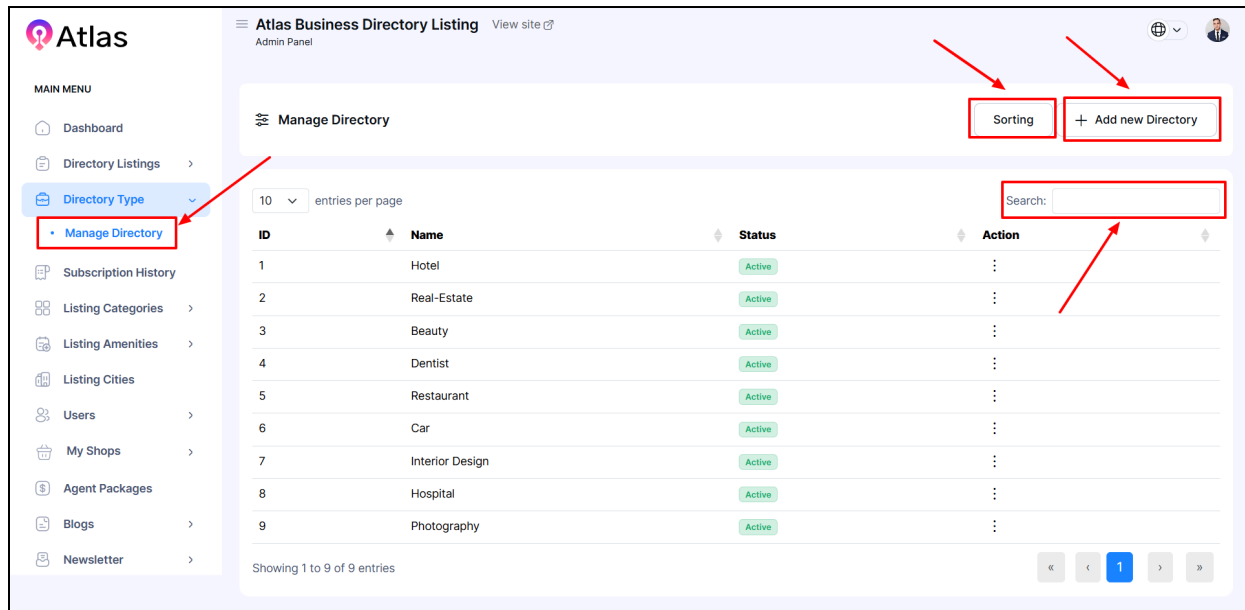 Atlas
Atlas Business Directory Listing View site
Admin Panel
MAIN MENU
Dashboard
Directory Listings
Directory Type
Manage Directory
Subscription History
Listing Categories
Listing Amenities
Listing Cities
Users
My Shops
Agent Packages
Blogs
Newsletter
Manage Directory
Sorting
+ Add new Directory
10 entries per page
Search:
ID Name Status Action
1 Hotel Active
2 Real-Estate Active
3 Beauty Active
4 Dentist Active
5 Restaurant Active
6 Car Active
7 Interior Design Active
8 Hospital Active
9 Photography Active
Showing 1 to 9 of 9 entries
« ‹ 1 › »